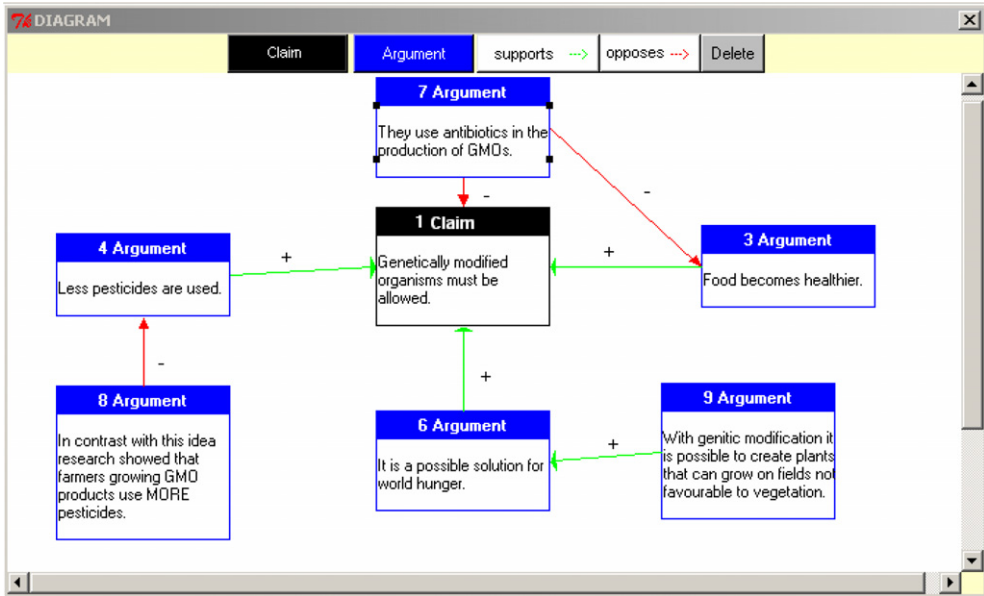 DIAGRAM
Claim
Argument
supports --->
opposes --->
Delete
7 Argument
They use antibiotics in the
production of GMOs.
-
-
1 Claim
Genetically modified
organisms must be
allowed.
4 Argument
Less pesticides are used.
+
+
3 Argument
Food becomes healthier.
-
8 Argument
In contrast with this idea
research showed that
farmers growing GMO
products use MORE
pesticides.
+
6 Argument
It is a possible solution for
world hunger.
+
9 Argument
With genitic modification it
is possible to create plants
that can grow on fields not
favourable to vegetation.